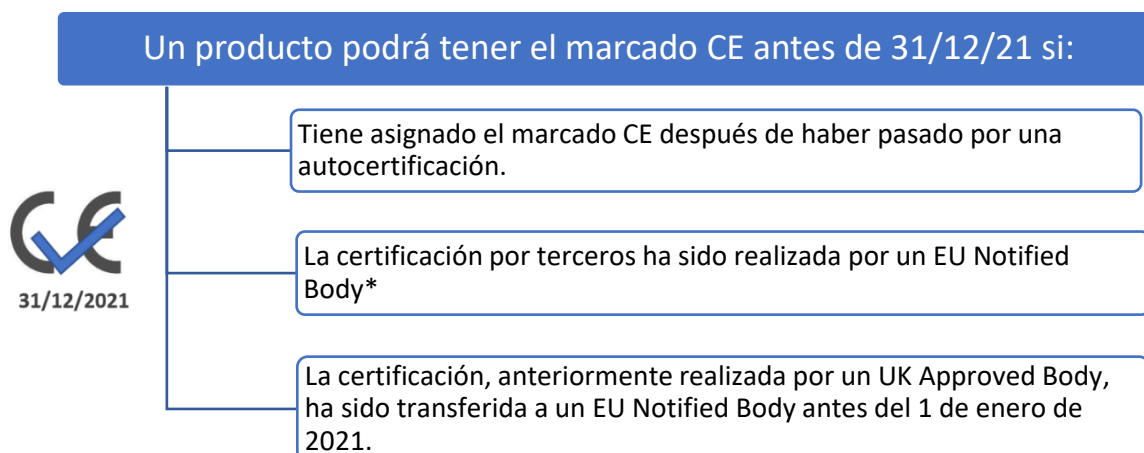 Un producto podrá tener el marcado CE antes de 31/12/21 si:
Tiene asignado el marcado CE después de haber pasado por una
autocertificación.
CE
31/12/2021
La certificación por terceros ha sido realizada por un EU Notified
Body*
La certificación, anteriormente realizada por un UK Approved Body,
ha sido transferida a un EU Notified Body antes del 1 de enero de
2021.